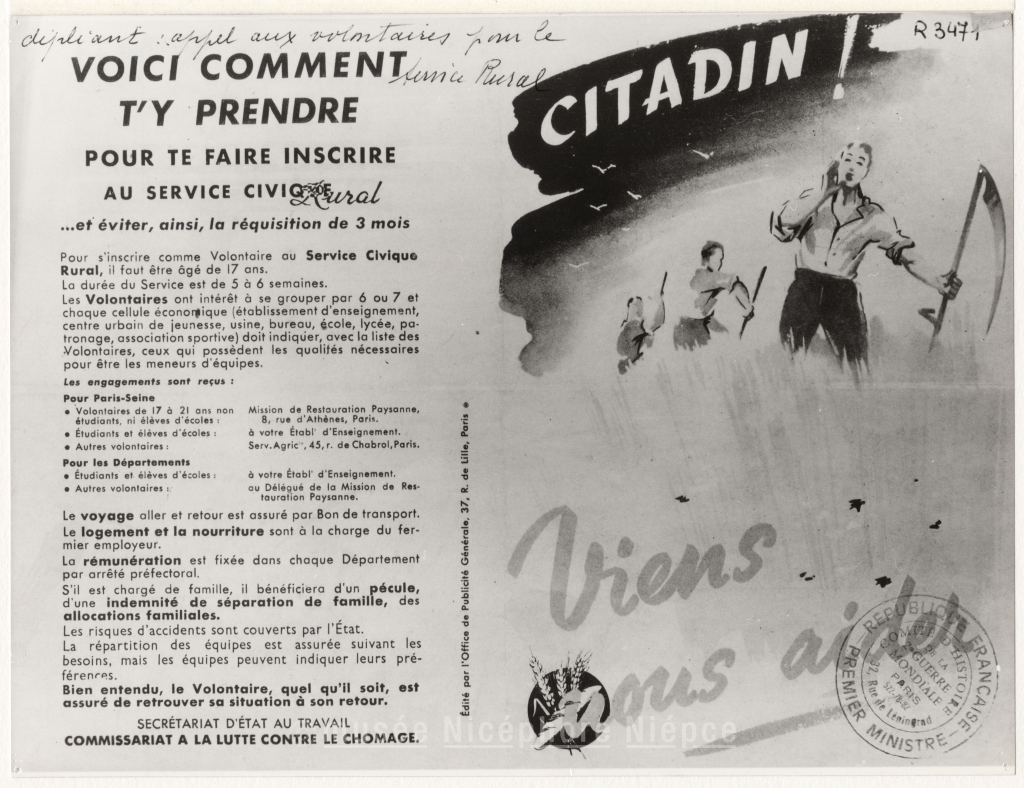 dépliant : appel aux volontaires pour le
Service Rural
R 3471
VOICI COMMENT
T'Y PRENDRE
POUR TE FAIRE INSCRIRE
AU SERVICE CIVIQUE Rural
...et éviter, ainsi, la réquisition de 3 mois
Pour s'inscrire comme Volontaire au Service Civique
Rural, il faut être âgé de 17 ans.
La durée du Service est de 5 à 6 semaines.
Les Volontaires ont intérêt à se grouper par 6 ou 7 et
chaque cellule économique (établissement d'enseignement,
centre urbain de jeunesse, usine, bureau, école, lycée, pa-
tronage, association sportive) doit indiquer, avec la liste des
Volontaires, ceux qui possèdent les qualités nécessaires
pour être les meneurs d'équipes.
Les engagements sont reçus :
Pour Paris-Seine
• Volontaires de 17 à 21 ans non Mission de Restauration Paysanne,
étudiants, ni élèves d'écoles : 8, rue d'Athènes, Paris.
• Étudiants et élèves d'écoles : à votre Établt d'Enseignement.
• Autres volontaires : Serv. Agric, 45, r. de Chabrol, Paris.
Pour les Départements
• Étudiants et élèves d'écoles : à votre Établt d'Enseignement.
• Autres volontaires : au Délégué de la Mission de Res-
tauration Paysanne.
Le voyage aller et retour est assuré par Bon de transport.
Le logement et la nourriture sont à la charge du fer-
mier employeur.
La rémunération est fixée dans chaque Département
par arrêté préfectoral.
S'il est chargé de famille, il bénéficiera d'un pécule,
d'une indemnité de séparation de famille, des
allocations familiales.
Les risques d'accidents sont couverts par l'État.
La répartition des équipes est assurée suivant les
besoins, mais les équipes peuvent indiquer leurs pré-
férences.
Bien entendu, le Volontaire, quel qu'il soit, est
assuré de retrouver sa situation à son retour.
SECRÉTARIAT D'ÉTAT AU TRAVAIL
COMMISSARIAT A LA LUTTE CONTRE LE CHOMAGE.
Édité par l'Office de Publicité Générale, 37, R. de Lille, Paris
CITADIN !
Viens
nous aider
RÉPUBLIQUE FRANÇAISE
PREMIER MINISTRE
COMITÉ D'HISTOIRE
DE LA
2e GUERRE
MONDIALE
PARIS
32, Rue de Léningrad
Musée Nicéphore Niépce